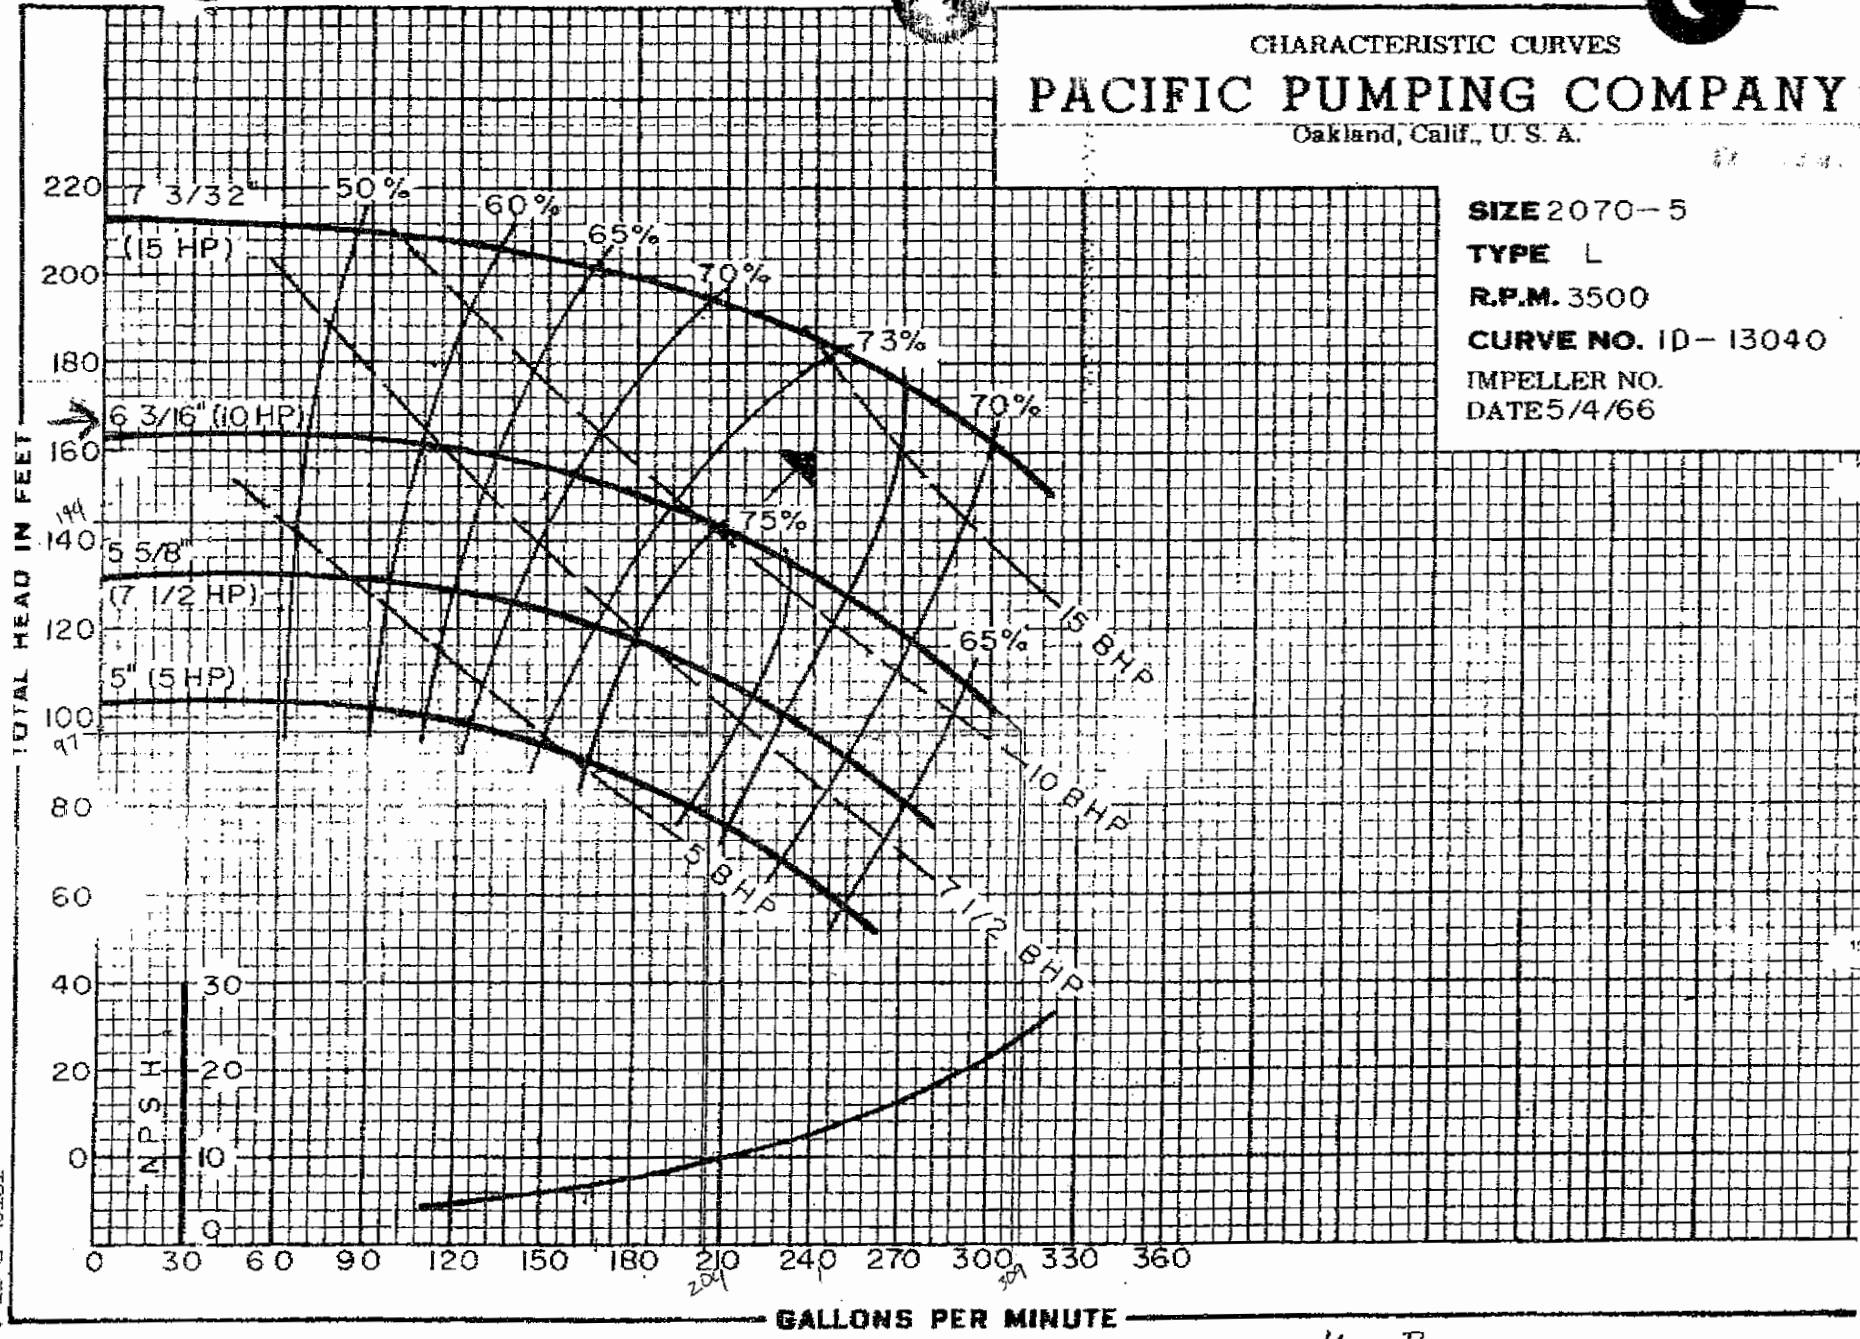 CHARACTERISTIC CURVES
PACIFIC PUMPING COMPANY
Oakland, Calif., U. S. A.
SIZE 2070-5
TYPE L
R.P.M. 3500
CURVE NO. 1D-13040
IMPELLER NO.
DATE 5/4/66
TOTAL HEAD IN FEET
220
200
180
160
144
140
120
100
97
80
60
40
20
0
7 3/32"
(15 HP)
6 3/16" (10 HP)
5 5/8"
(7 1/2 HP)
5" (5 HP)
50%
60%
65%
70%
73%
75%
70%
65%
15 BHP
10 BHP
7 1/2 BHP
5 BHP
NPSH
30
20
10
0
0 30 60 90 120 150 180 210 240 270 300 330 360
204 309
GALLONS PER MINUTE